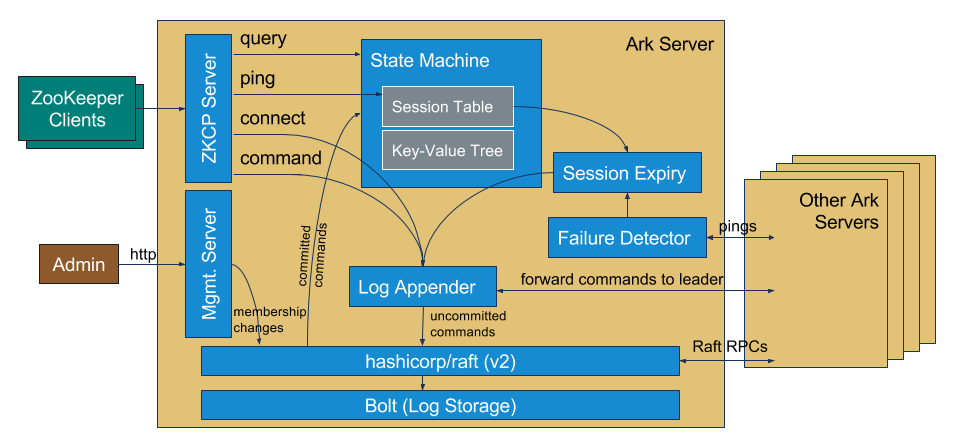 Ark Server
ZooKeeper
Clients
ZKCP Server
query
ping
connect
command
State Machine
Session Table
Key-Value Tree
Session Expiry
Failure Detector
Other Ark
Servers
pings
Admin
http
Mgmt. Server
membership
changes
committed
commands
Log Appender
forward commands to leader
uncommitted
commands
hashicorp/raft (v2)
Raft RPCs
Bolt (Log Storage)